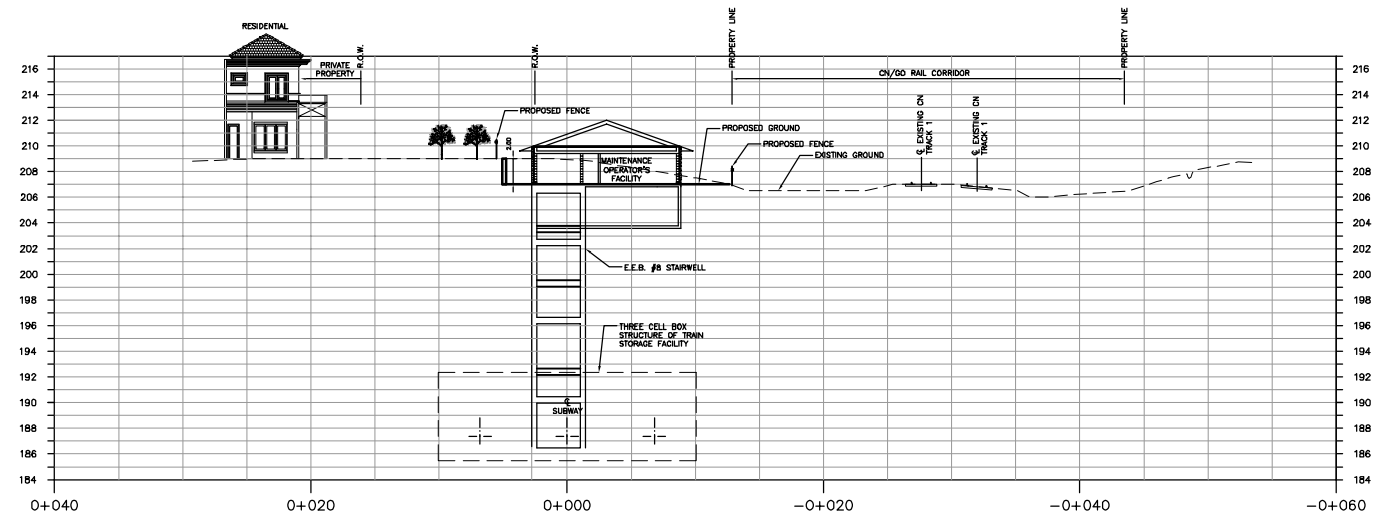 RESIDENTIAL
PRIVATE
PROPERTY
R.O.W.
R.O.W.
PROPERTY LINE
PROPERTY LINE
CN/GO RAIL CORRIDOR
PROPOSED FENCE
2.00
PROPOSED GROUND
PROPOSED FENCE
EXISTING GROUND
℄ EXISTING CN
TRACK 1
℄ EXISTING CN
TRACK 1
MAINTENANCE
OPERATOR'S
FACILITY
E.E.B. #8 STAIRWELL
THREE CELL BOX
STRUCTURE OF TRAIN
STORAGE FACILITY
℄
SUBWAY
216 216
214 214
212 212
210 210
208 208
206 206
204 204
202 202
200 200
198 198
196 196
194 194
192 192
190 190
188 188
186 186
184 184
0+040 0+020 0+000 -0+020 -0+040 -0+060